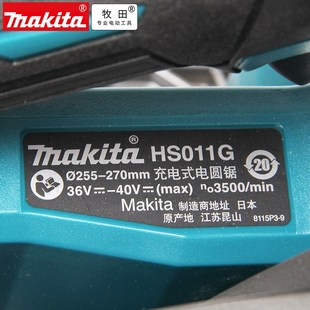 makita 牧田
专业电动工具
makita HS011G
Ø255-270mm 充电式电圆锯
36V⎓-40V⎓(max) n₀3500/min
20
Makita 制造商地址 日本
原产地 江苏昆山 8115P3-9